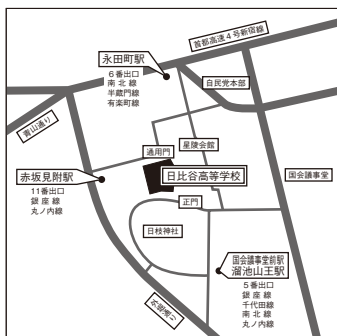 首都高速4号新宿線
永田町駅
6番出口
南北線
半蔵門線
有楽町線
自民党本部
青山通り
星陵会館
通用門
日比谷高等学校
国会議事堂
赤坂見附駅
11番出口
銀座線
丸ノ内線
正門
日枝神社
国会議事堂前駅
溜池山王駅
5番出口
銀座線
千代田線
南北線
丸ノ内線
外堀通り